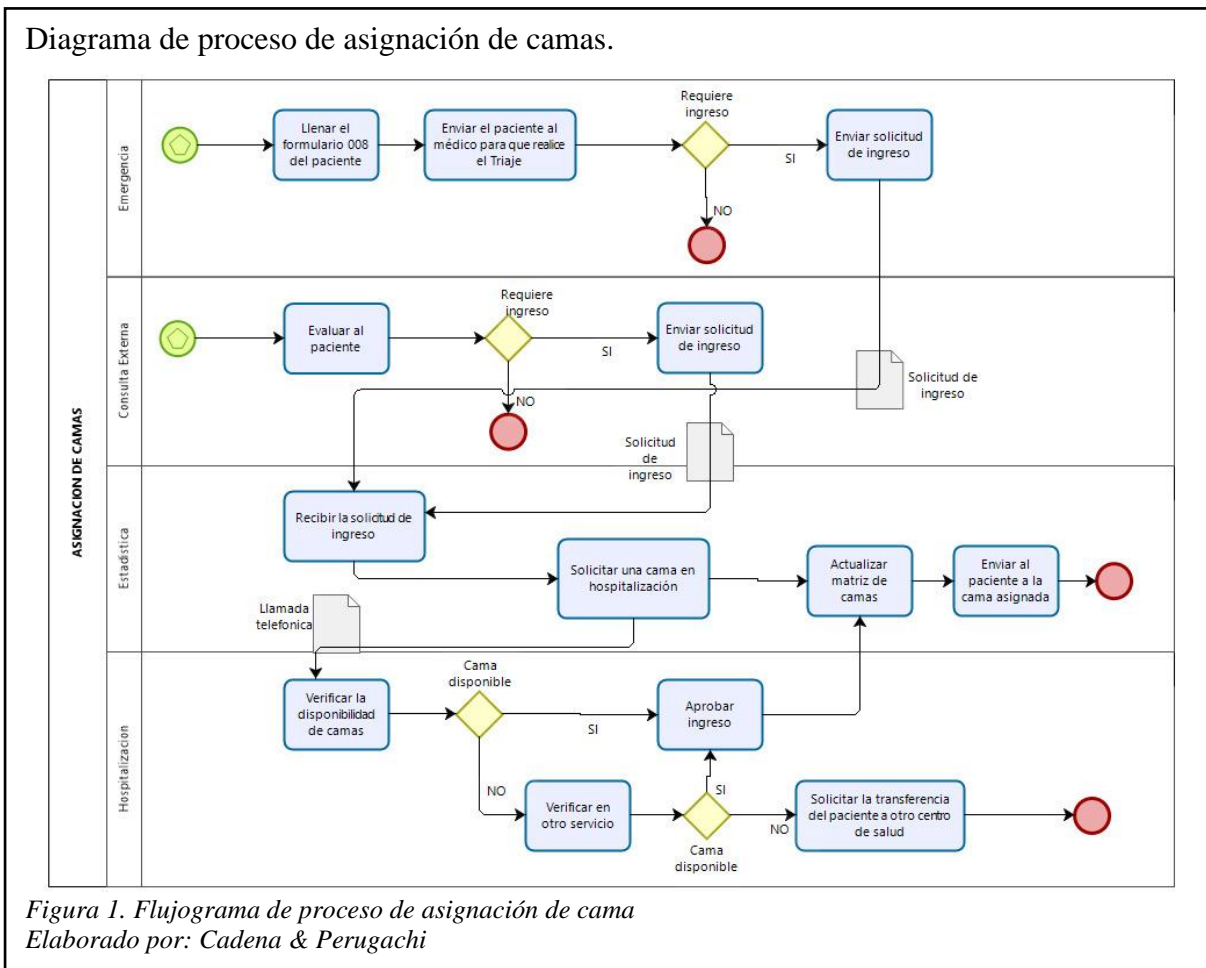 Diagrama de proceso de asignación de camas.
ASIGNACION DE CAMAS
Emergencia
Llenar el
formulario 008
del paciente
Enviar el paciente al
médico para que realice
el Triaje
Requiere
ingreso
SI
NO
Enviar solicitud
de ingreso
Consulta Externa
Evaluar al
paciente
Requiere
ingreso
SI
NO
Enviar solicitud
de ingreso
Solicitud de
ingreso
Solicitud
de
ingreso
Estadística
Recibir la solicitud de
ingreso
Solicitar una cama en
hospitalización
Actualizar
matriz de
camas
Enviar al
paciente a la
cama asignada
Llamada
telefonica
Hospitalizacion
Verificar la
disponibilidad
de camas
Cama
disponible
SI
NO
Aprobar
ingreso
Verificar en
otro servicio
SI
NO
Cama
disponible
Solicitar la transferencia
del paciente a otro centro
de salud
Figura 1. Flujograma de proceso de asignación de cama
Elaborado por: Cadena & Perugachi